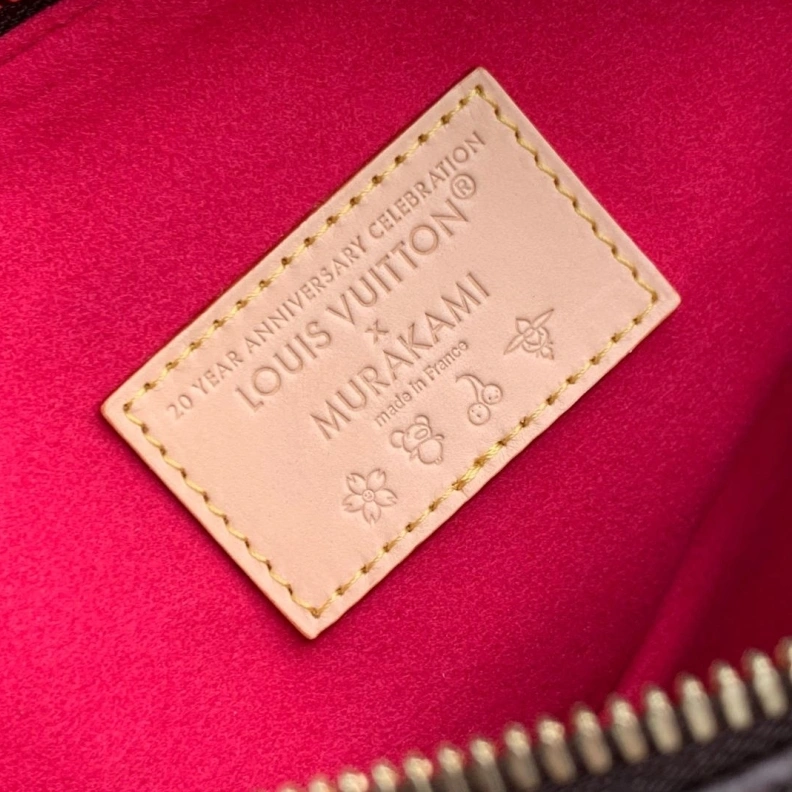 20 YEAR ANNIVERSARY CELEBRATION
LOUIS VUITTON®
x
MURAKAMI
made in France